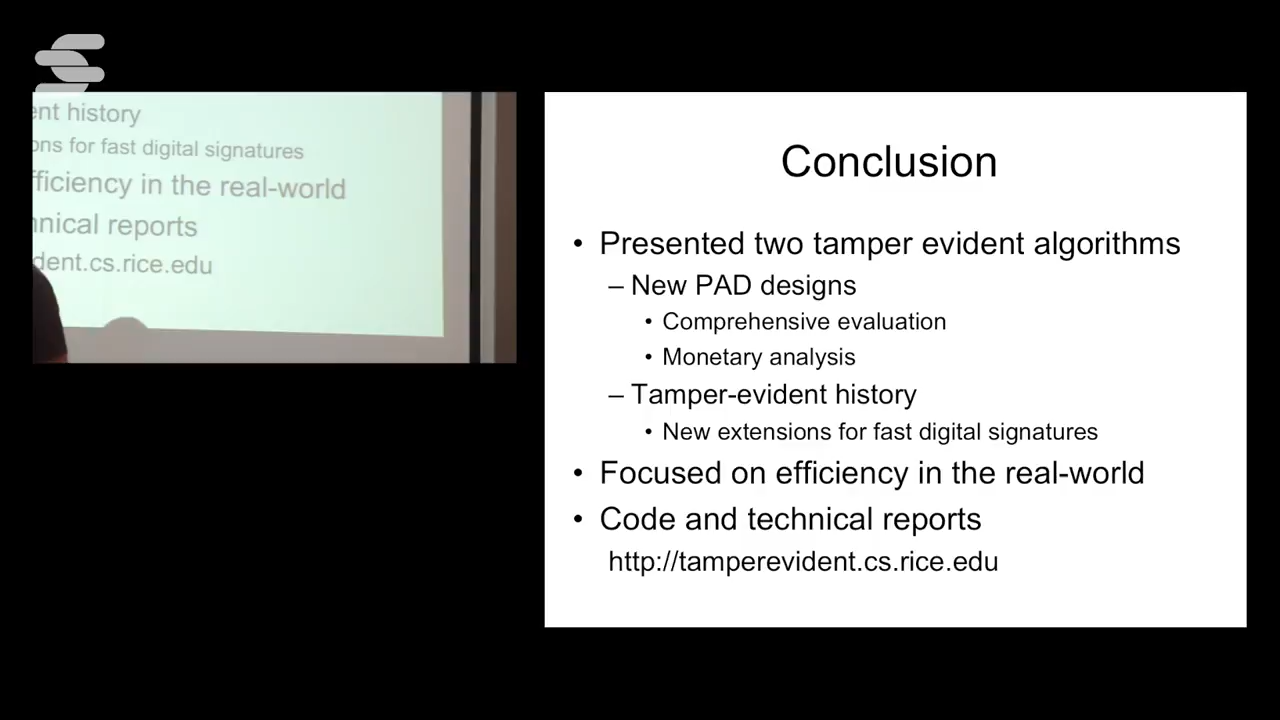 ent history
ons for fast digital signatures
fficiency in the real-world
hnical reports
dent.cs.rice.edu
Conclusion
• Presented two tamper evident algorithms
– New PAD designs
• Comprehensive evaluation
• Monetary analysis
– Tamper-evident history
• New extensions for fast digital signatures
• Focused on efficiency in the real-world
• Code and technical reports
http://tamperevident.cs.rice.edu